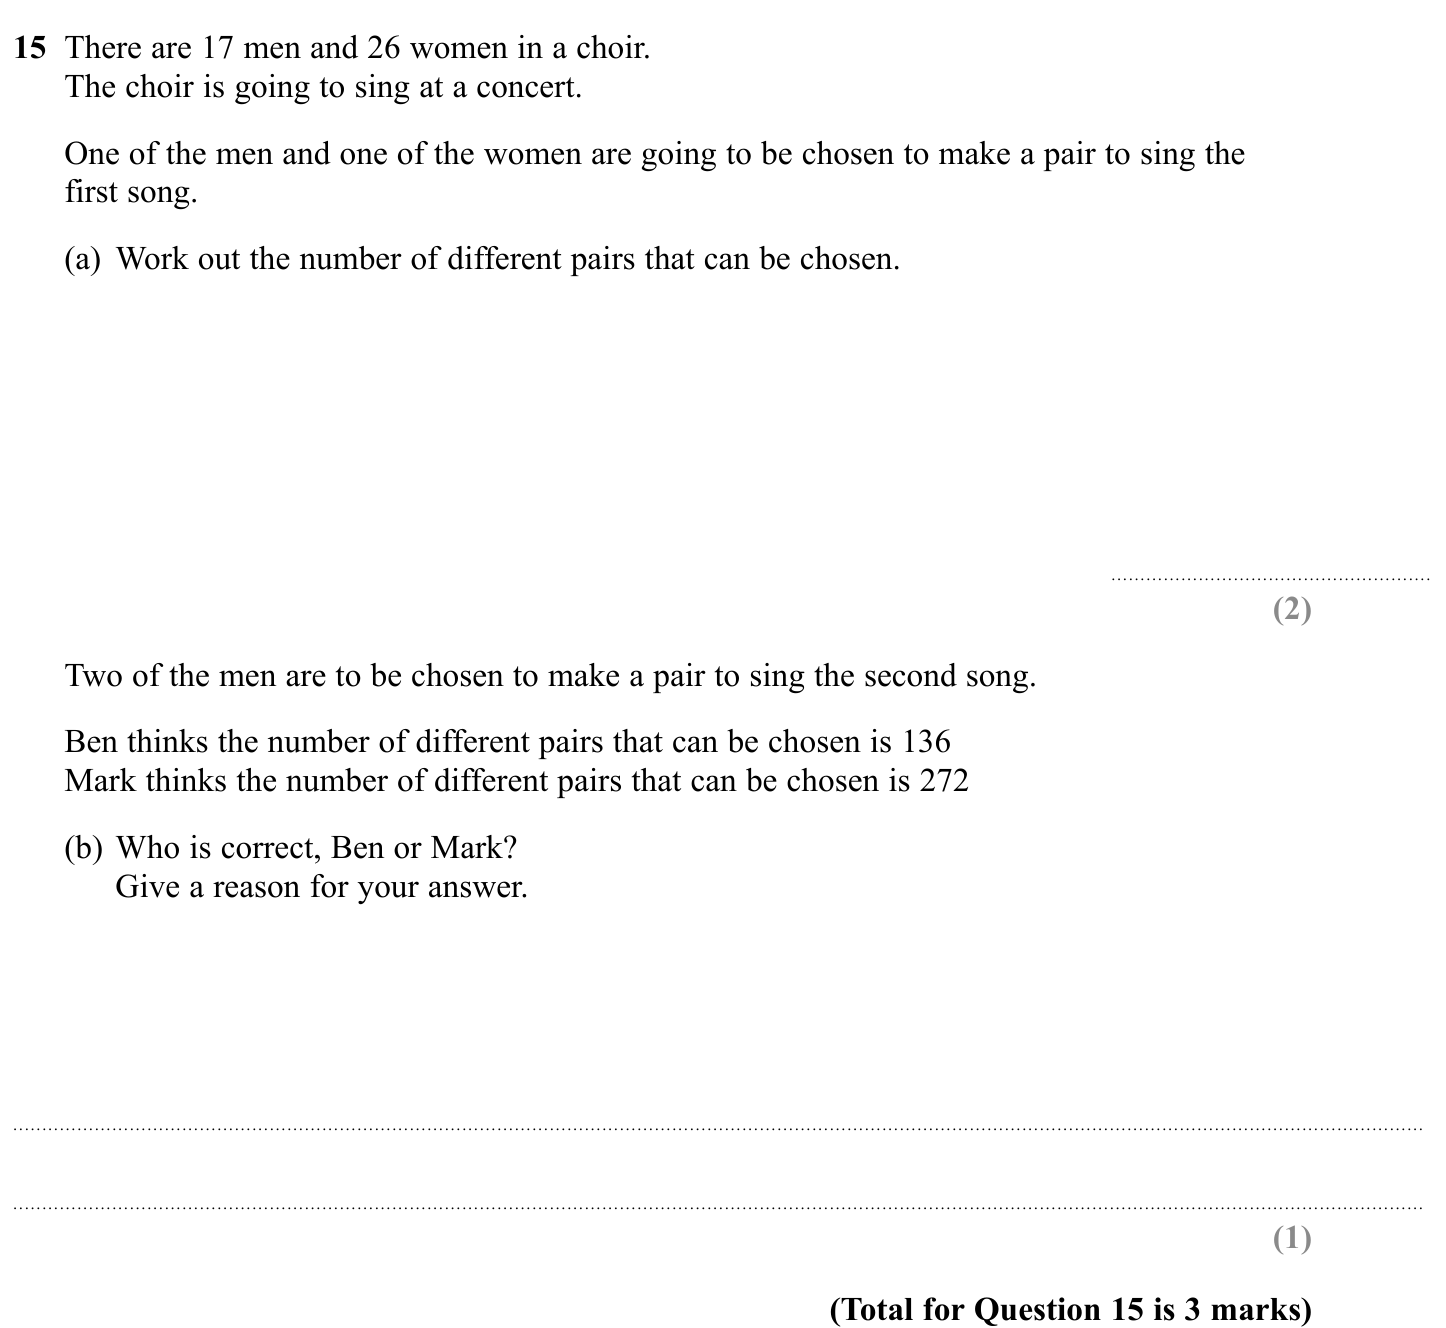 15 There are 17 men and 26 women in a choir.
The choir is going to sing at a concert.
One of the men and one of the women are going to be chosen to make a pair to sing the
first song.
(a) Work out the number of different pairs that can be chosen.
(2)
Two of the men are to be chosen to make a pair to sing the second song.
Ben thinks the number of different pairs that can be chosen is 136
Mark thinks the number of different pairs that can be chosen is 272
(b) Who is correct, Ben or Mark?
Give a reason for your answer.
(1)
(Total for Question 15 is 3 marks)